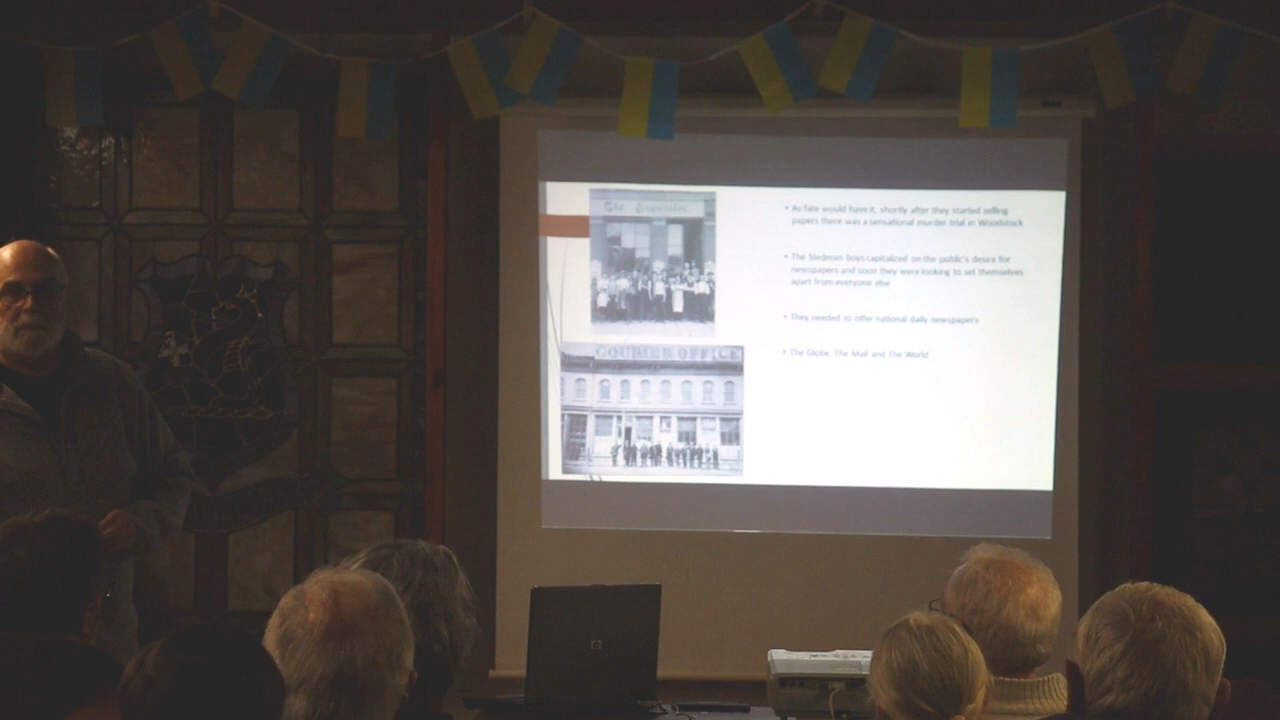 The Expositor
COURIER OFFICE
• As fate would have it, shortly after they started selling
papers there was a sensational murder trial in Woodstock
• The Stedman boys capitalized on the public's desire for
newspapers and soon they were looking to set themselves
apart from everyone else
• They needed to offer national daily newspapers
• The Globe, The Mail and The World
hp